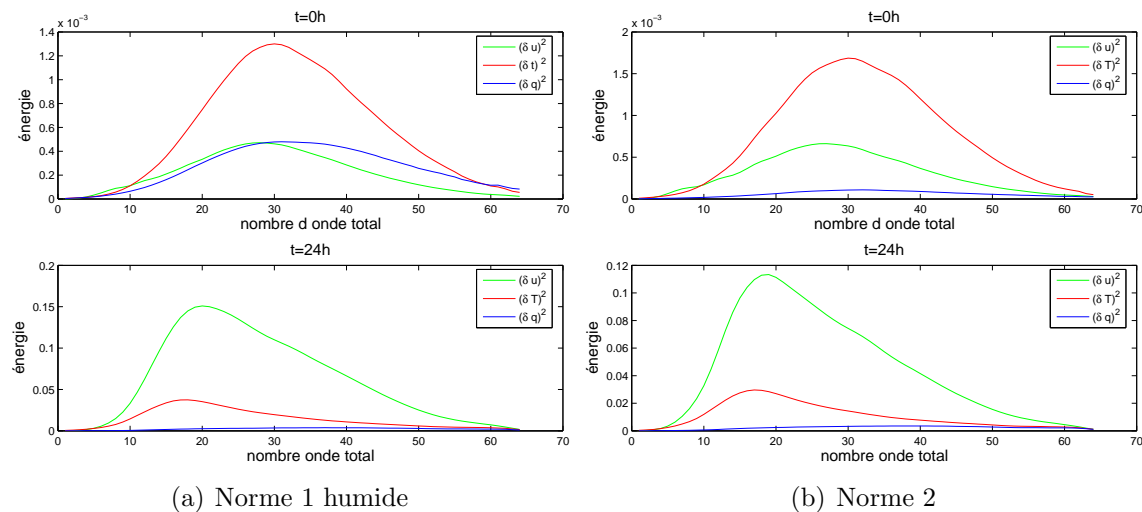 t=0h
x 10⁻³
1.4
1.2
1
0.8
0.6
0.4
0.2
0
énergie
0 10 20 30 40 50 60 70
nombre d onde total
(δ u)²
(δ t)²
(δ q)²
t=0h
x 10⁻³
2
1.5
1
0.5
0
énergie
0 10 20 30 40 50 60 70
nombre d onde total
(δ u)²
(δ T)²
(δ q)²
t=24h
0.2
0.15
0.1
0.05
0
énergie
0 10 20 30 40 50 60 70
nombre onde total
(δ u)²
(δ T)²
(δ q)²
t=24h
0.12
0.1
0.08
0.06
0.04
0.02
0
énergie
0 10 20 30 40 50 60 70
nombre onde total
(δ u)²
(δ T)²
(δ q)²
(a) Norme 1 humide
(b) Norme 2